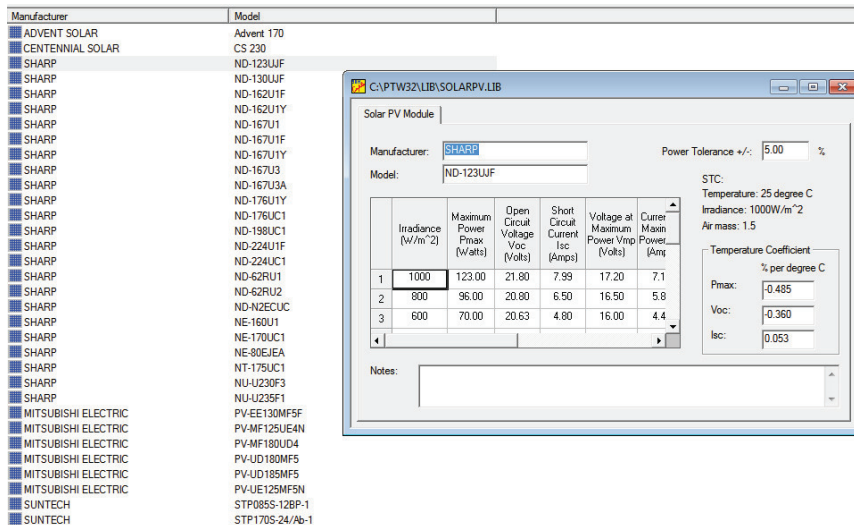 Manufacturer Model
ADVENT SOLAR Advent 170
CENTENNIAL SOLAR CS 230
SHARP ND-123UJF
SHARP ND-130UJF
SHARP ND-162U1F
SHARP ND-162U1Y
SHARP ND-167U1
SHARP ND-167U1F
SHARP ND-167U1Y
SHARP ND-167U3
SHARP ND-167U3A
SHARP ND-176U1Y
SHARP ND-176UC1
SHARP ND-198UC1
SHARP ND-224U1F
SHARP ND-224UC1
SHARP ND-62RU1
SHARP ND-62RU2
SHARP ND-N2ECUC
SHARP NE-160U1
SHARP NE-170UC1
SHARP NE-80EJEA
SHARP NT-175UC1
SHARP NU-U230F3
SHARP NU-U235F1
MITSUBISHI ELECTRIC PV-EE130MF5F
MITSUBISHI ELECTRIC PV-MF125UE4N
MITSUBISHI ELECTRIC PV-MF180UD4
MITSUBISHI ELECTRIC PV-UD180MF5
MITSUBISHI ELECTRIC PV-UD185MF5
MITSUBISHI ELECTRIC PV-UE125MF5N
SUNTECH STP085S-12BP-1
SUNTECH STP170S-24/Ab-1
C:\PTW32\LIB\SOLARPV.LIB
Solar PV Module
Manufacturer: SHARP Power Tolerance +/-: 5.00 %
Model: ND-123UJF
STC:
Temperature: 25 degree C
Irradiance: 1000W/m^2
Air mass: 1.5
Irradiance (W/m^2) Maximum Power Pmax (Watts) Open Circuit Voltage Voc (Volts) Short Circuit Current Isc (Amps) Voltage at Maximum Power Vmp (Volts) Currer Maxin Power (Amp
1 1000 123.00 21.80 7.99 17.20 7.1
2 800 96.00 20.80 6.50 16.50 5.8
3 600 70.00 20.63 4.80 16.00 4.4
Temperature Coefficient
% per degree C
Pmax: -0.485
Voc: -0.360
Isc: 0.053
Notes: